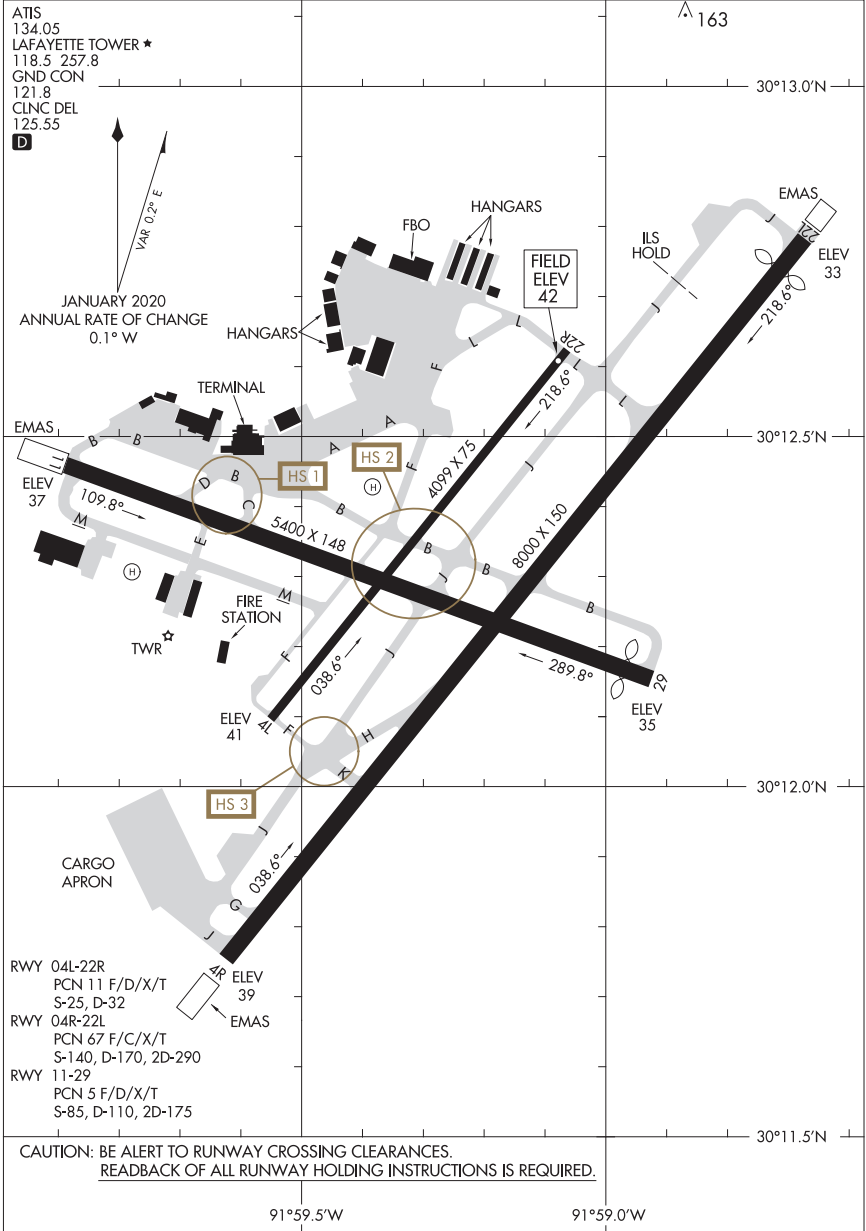 ATIS
134.05
LAFAYETTE TOWER
118.5 257.8
GND CON
121.8
CLNC DEL
125.55
D
163
30°13.0'N
VAR 0.2° E
JANUARY 2020
ANNUAL RATE OF CHANGE
0.1° W
HANGARS
FBO
HANGARS
FIELD
ELEV
42
ILS
HOLD
EMAS
J
22L
ELEV
33
218.6°
J
L
L
22R
L
L
F
218.6°
TERMINAL
EMAS
B
B
A
A
30°12.5'N
11
ELEV
37
109.8°
D
B
C
HS 1
HS 2
F
4099 X 75
J
H
B
M
E
5400 X 148
B
J
B
8000 X 150
B
H
M
FIRE
STATION
TWR
F
038.6°
J
289.8°
29
ELEV
35
ELEV
41
4L
F
H
K
HS 3
30°12.0'N
J
CARGO
APRON
038.6°
G
J
4R
ELEV
39
EMAS
RWY 04L-22R
PCN 11 F/D/X/T
S-25, D-32
RWY 04R-22L
PCN 67 F/C/X/T
S-140, D-170, 2D-290
RWY 11-29
PCN 5 F/D/X/T
S-85, D-110, 2D-175
30°11.5'N
CAUTION: BE ALERT TO RUNWAY CROSSING CLEARANCES.
READBACK OF ALL RUNWAY HOLDING INSTRUCTIONS IS REQUIRED.
91°59.5'W
91°59.0'W